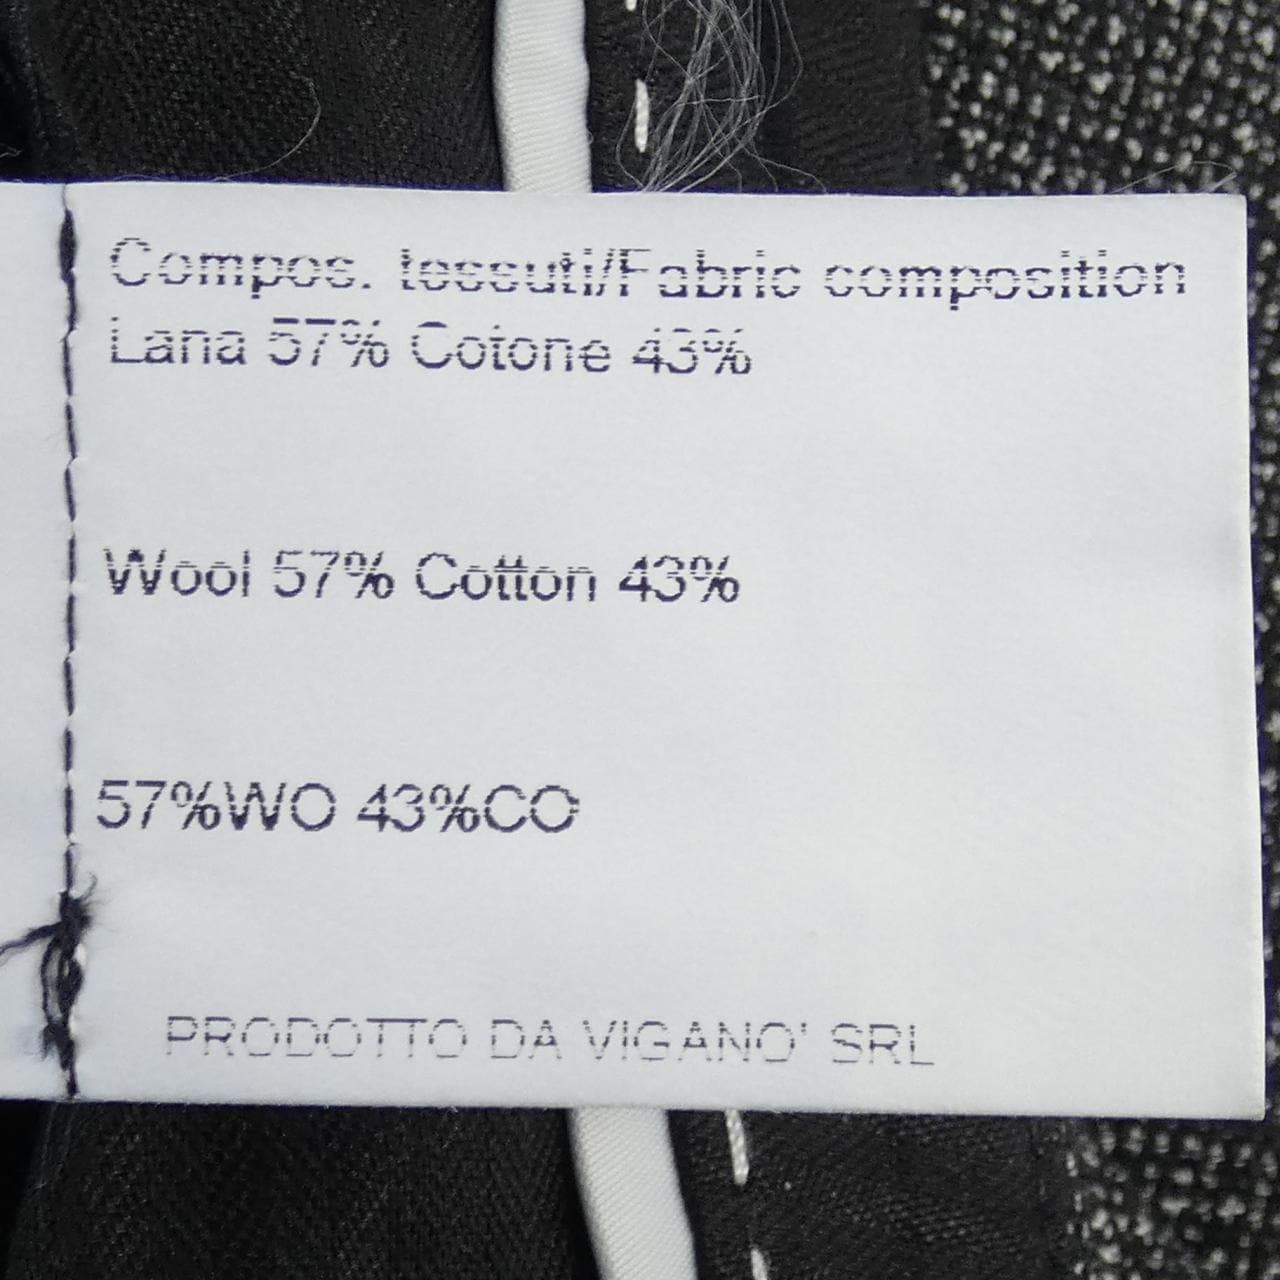 Compos. tessuti/Fabric composition
Lana 57% Cotone 43%
Wool 57% Cotton 43%
57%WO 43%CO
PRODOTTO DA VIGANO' SRL